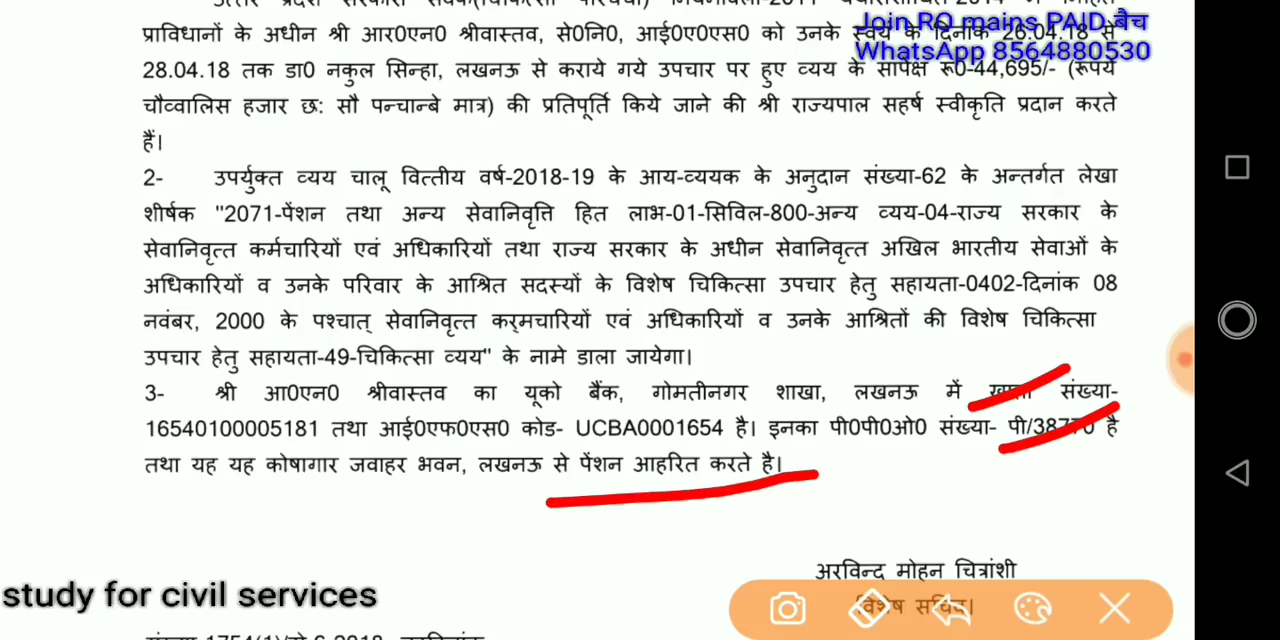 Join RO mains PAID बैच
WhatsApp 8564880530
प्राविधानों के अधीन श्री आर0एन0 श्रीवास्तव, से0नि0, आई0ए0एस0 को उनके स्वयं के दिनांक 26.04.18 से
28.04.18 तक डा0 नकुल सिन्हा, लखनऊ से कराये गये उपचार पर हुए व्यय के सापेक्ष रू0-44,695/- (रूपये
चौव्वालिस हजार छ: सौ पन्चान्बे मात्र) की प्रतिपूर्ति किये जाने की श्री राज्यपाल सहर्ष स्वीकृति प्रदान करते
हैं।
2- उपर्युक्त व्यय चालू वित्तीय वर्ष-2018-19 के आय-व्ययक के अनुदान संख्या-62 के अन्तर्गत लेखा
शीर्षक "2071-पेंशन तथा अन्य सेवानिवृत्ति हित लाभ-01-सिविल-800-अन्य व्यय-04-राज्य सरकार के
सेवानिवृत्त कर्मचारियों एवं अधिकारियों तथा राज्य सरकार के अधीन सेवानिवृत्त अखिल भारतीय सेवाओं के
अधिकारियों व उनके परिवार के आश्रित सदस्यों के विशेष चिकित्सा उपचार हेतु सहायता-0402-दिनांक 08
नवंबर, 2000 के पश्चात् सेवानिवृत्त कर्मचारियों एवं अधिकारियों व उनके आश्रितों की विशेष चिकित्सा
उपचार हेतु सहायता-49-चिकित्सा व्यय" के नामे डाला जायेगा।
3- श्री आ0एन0 श्रीवास्तव का यूको बैंक, गोमतीनगर शाखा, लखनऊ में खाता संख्या-
16540100005181 तथा आई0एफ0एस0 कोड- UCBA0001654 है। इनका पी0पी0ओ0 संख्या- पी/38770 है
तथा यह यह कोषागार जवाहर भवन, लखनऊ से पेंशन आहरित करते है।
अरविन्द मोहन चित्रांशी
विशेष सचिव।
study for civil services